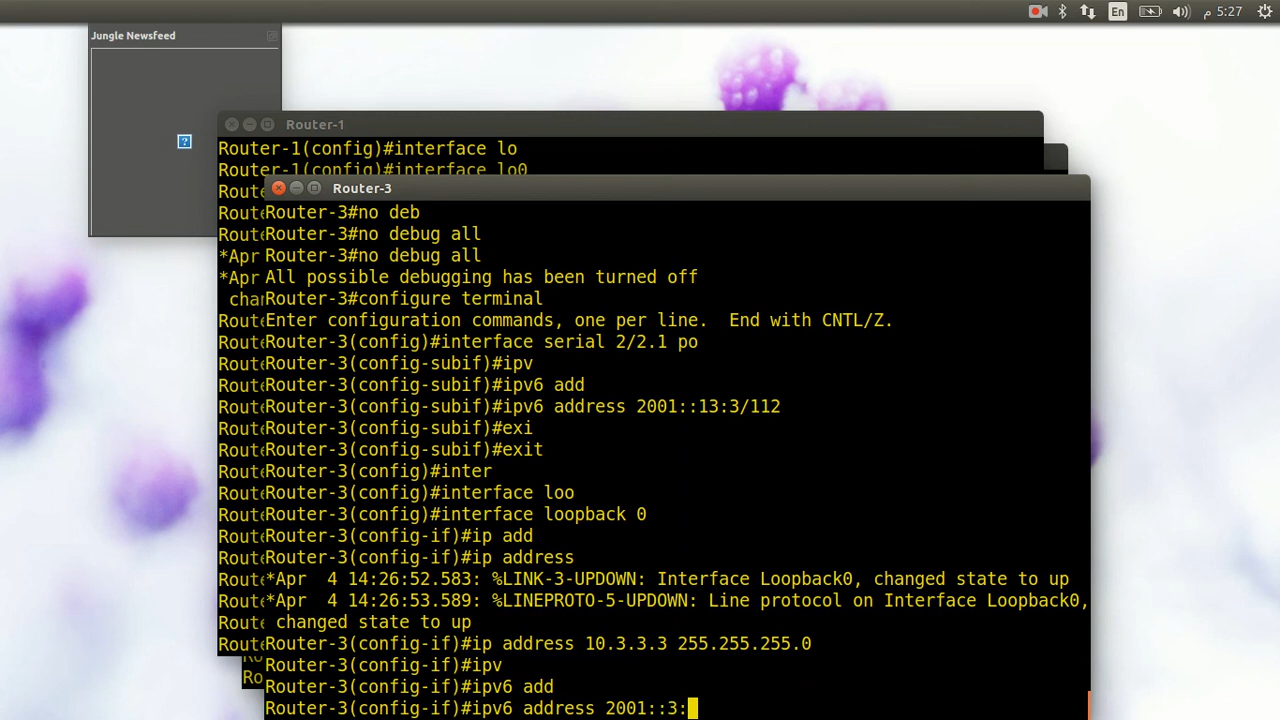 En
5:27 م
Jungle Newsfeed
?
Router-1
Router-1(config)#interface lo
Router-1(config)#interface lo0
Router-3
Router-3#no deb
Router-3#no debug all
Router-3#no debug all
*Apr
All possible debugging has been turned off
*Apr
Router-3#configure terminal
Enter configuration commands, one per line.  End with CNTL/Z.
Router-3(config)#interface serial 2/2.1 po
Router-3(config-subif)#ipv
Router-3(config-subif)#ipv6 add
Router-3(config-subif)#ipv6 address 2001::13:3/112
Router-3(config-subif)#exi
Router-3(config-subif)#exit
Router-3(config)#inter
Router-3(config)#interface loo
Router-3(config)#interface loopback 0
Router-3(config-if)#ip add
Router-3(config-if)#ip address
*Apr  4 14:26:52.583: %LINK-3-UPDOWN: Interface Loopback0, changed state to up
*Apr  4 14:26:53.589: %LINEPROTO-5-UPDOWN: Line protocol on Interface Loopback0,
 changed state to up
Router-3(config-if)#ip address 10.3.3.3 255.255.255.0
Router-3(config-if)#ipv
Router-3(config-if)#ipv6 add
Router-3(config-if)#ipv6 address 2001::3: